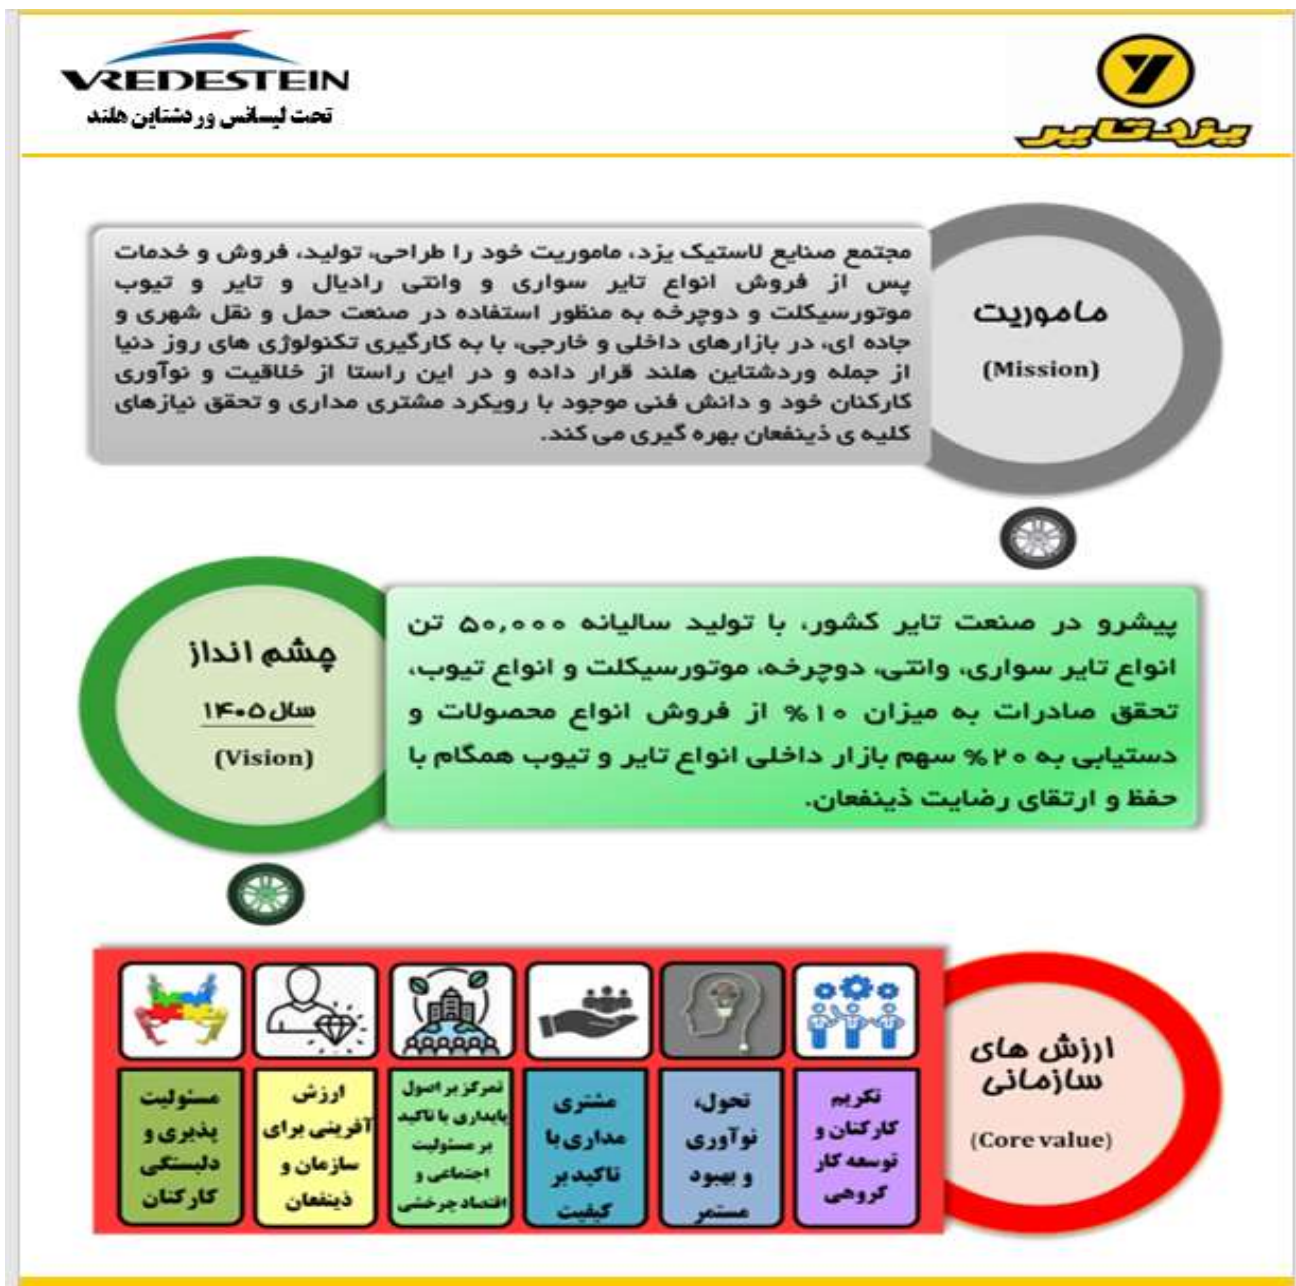 VREDESTEIN
تحت لیسانس وردشتاین هلند
یزد تایر
مجتمع صنایع لاستیک یزد، ماموریت خود را طراحی، تولید، فروش و خدمات
پس از فروش انواع تایر سواری و وانتی رادیال و تایر و تیوب
موتورسیکلت و دوچرخه به منظور استفاده در صنعت حمل و نقل شهری و
جاده ای، در بازارهای داخلی و خارجی، با به کارگیری تکنولوژی های روز دنیا
از جمله وردشتاین هلند قرار داده و در این راستا از خلاقیت و نوآوری
کارکنان خود و دانش فنی موجود با رویکرد مشتری مداری و تحقق نیازهای
کلیه ی ذینفعان بهره گیری می کند.
ماموریت
(Mission)
چشم انداز
سال ۱۴۰۵
(Vision)
پیشرو در صنعت تایر کشور، با تولید سالیانه ۵۰,۰۰۰ تن
انواع تایر سواری، وانتی، دوچرخه، موتورسیکلت و انواع تیوب،
تحقق صادرات به میزان ۱۰% از فروش انواع محصولات و
دستیابی به ۲۰% سهم بازار داخلی انواع تایر و تیوب همگام با
حفظ و ارتقای رضایت ذینفعان.
ارزش های
سازمانی
(Core value)
تکریم
کارکنان و
توسعه کار
گروهی
تحول،
نوآوری
و بهبود
مستمر
مشتری
مداری با
تاکید بر
کیفیت
تمرکز بر اصول
پایداری با تاکید
بر مسئولیت
اجتماعی و
اقتصاد چرخشی
ارزش
آفرینی برای
سازمان و
ذینفعان
مسئولیت
پذیری و
دلبستگی
کارکنان